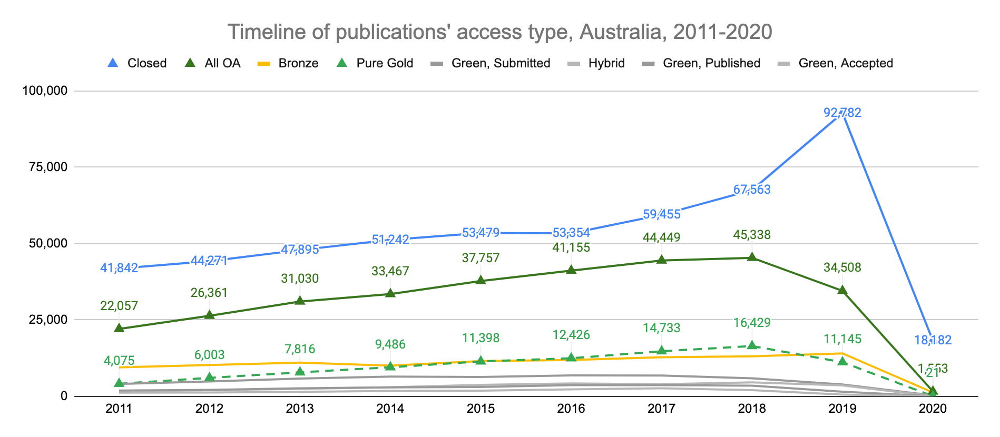 Timeline of publications' access type, Australia, 2011-2020
Closed All OA Bronze Pure Gold Green, Submitted Hybrid Green, Published Green, Accepted
100,000
92,782
75,000
67,563
59,455
50,000
41,842 44,271 47,895 51,242 53,479 53,354
22,057 26,361 31,030 33,467 37,757 41,155 44,449 45,338 34,508
25,000
4,075 6,003 7,816 9,486 11,398 12,426 14,733 16,429 11,145
18,182
1,553
21
0
2011 2012 2013 2014 2015 2016 2017 2018 2019 2020